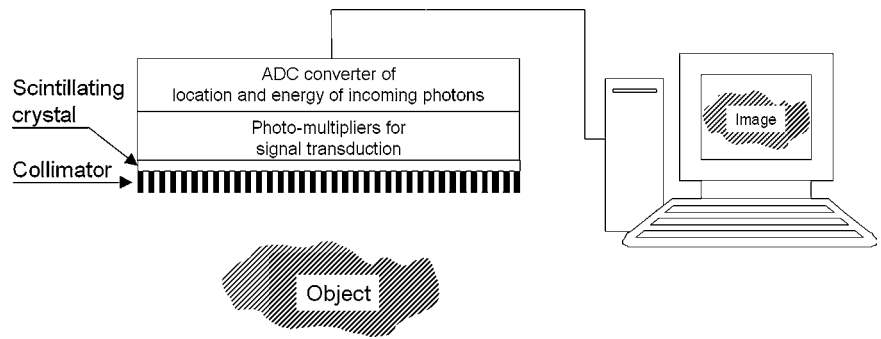 ADC converter of
location and energy of incoming photons
Scintillating
crystal
Photo-multipliers for
signal transduction
Collimator
Image
Object